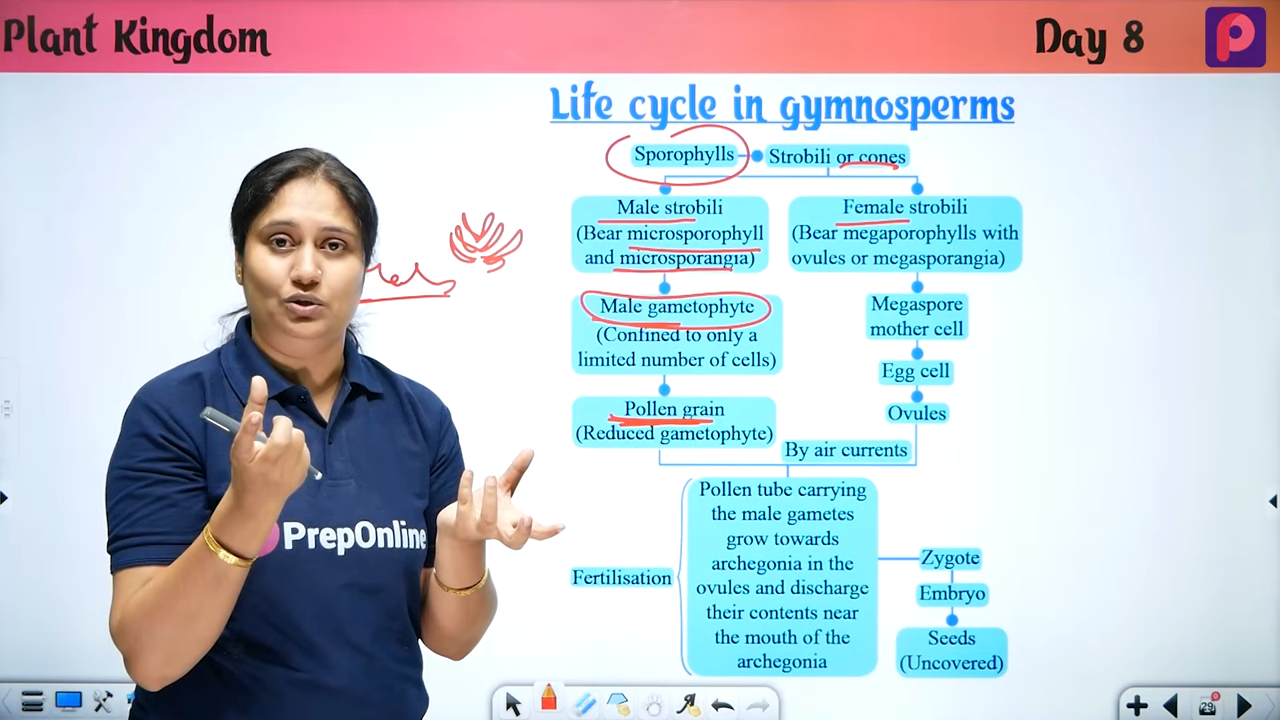 Plant Kingdom
Day 8
Life cycle in gymnosperms
Sporophylls
Strobili or cones
Male strobili
(Bear microsporophyll
and microsporangia)
Female strobili
(Bear megaporophylls with
ovules or megasporangia)
Male gametophyte
(Confined to only a
limited number of cells)
Megaspore
mother cell
Egg cell
Pollen grain
(Reduced gametophyte)
Ovules
By air currents
Fertilisation
Pollen tube carrying
the male gametes
grow towards
archegonia in the
ovules and discharge
their contents near
the mouth of the
archegonia
Zygote
Embryo
Seeds
(Uncovered)
PrepOnline
29